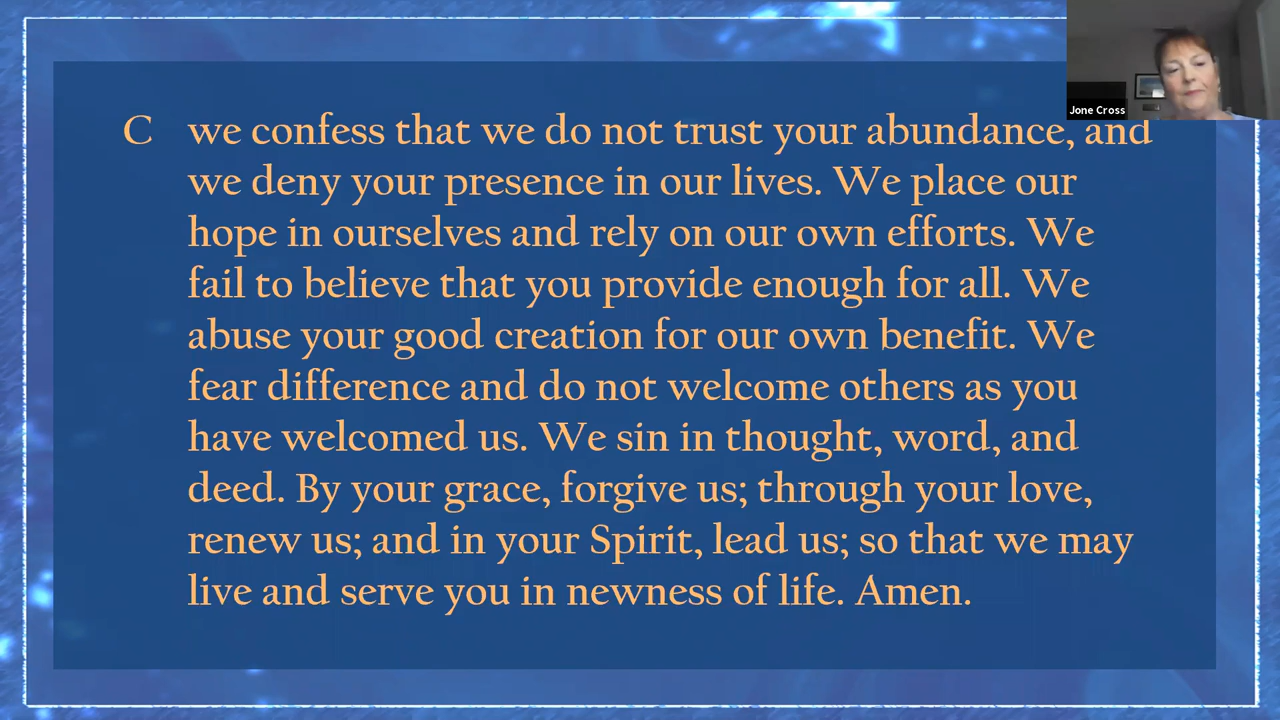 Jone Cross
C we confess that we do not trust your abundance, and
we deny your presence in our lives. We place our
hope in ourselves and rely on our own efforts. We
fail to believe that you provide enough for all. We
abuse your good creation for our own benefit. We
fear difference and do not welcome others as you
have welcomed us. We sin in thought, word, and
deed. By your grace, forgive us; through your love,
renew us; and in your Spirit, lead us; so that we may
live and serve you in newness of life. Amen.